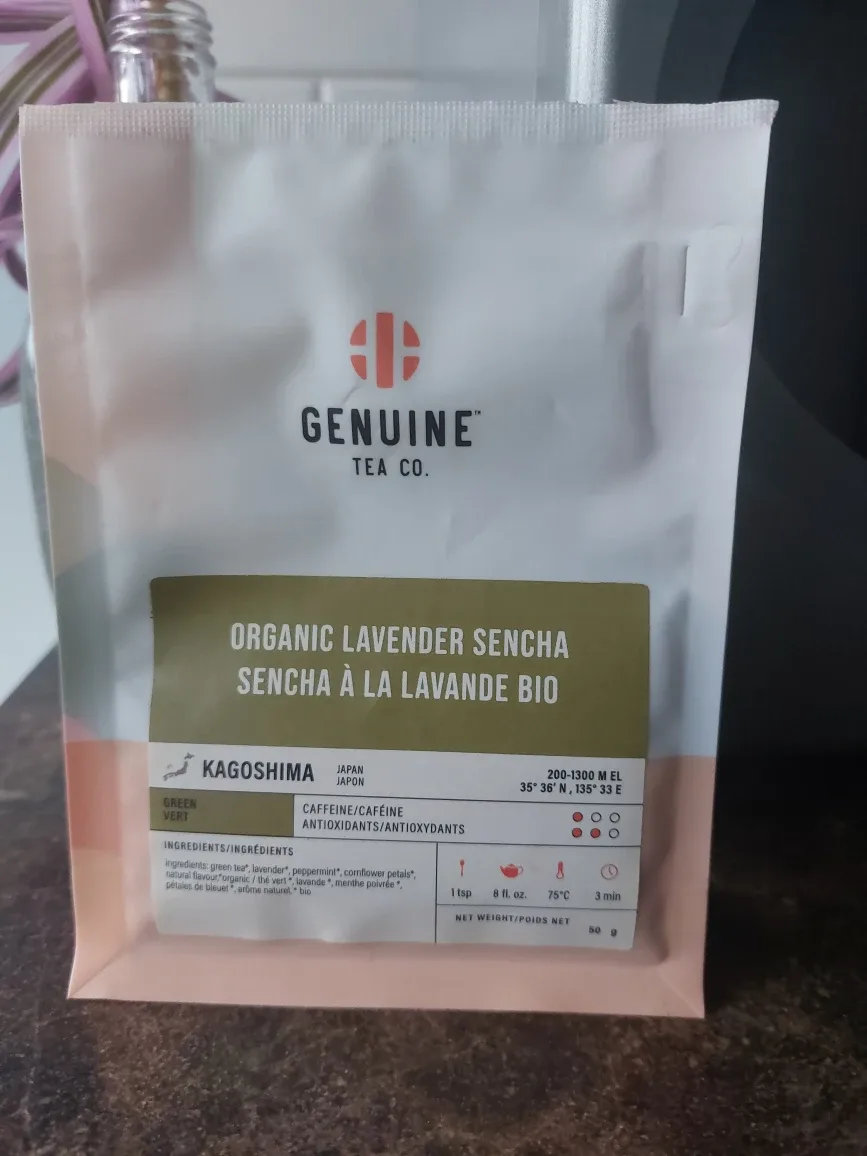 GENUINE™
TEA CO.
ORGANIC LAVENDER SENCHA
SENCHA À LA LAVANDE BIO
KAGOSHIMA
JAPAN
JAPON
200-1300 M EL
35° 36' N , 135° 33 E
GREEN
VERT
CAFFEINE/CAFÉINE
ANTIOXIDANTS/ANTIOXYDANTS
INGREDIENTS/INGRÉDIENTS
Ingredients: green tea*, lavender*, peppermint*, cornflower petals*,
natural flavour,*organic / thé vert *, lavande *, menthe poivrée *,
pétales de bleuet *, arôme naturel, * bio
1 tsp
8 fl. oz.
75°C
3 min
NET WEIGHT/POIDS NET
50 g